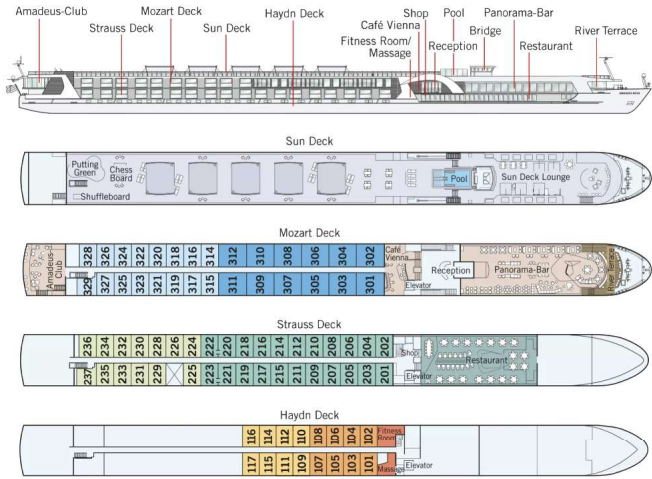 Amadeus-Club
Strauss Deck
Mozart Deck
Sun Deck
Haydn Deck
Fitness Room/
Massage
Café Vienna
Shop
Reception
Pool
Bridge
Panorama-Bar
Restaurant
River Terrace
Sun Deck
Putting
Green
Chess
Board
Shuffleboard
Pool
Sun Deck Lounge
Mozart Deck
Amadeus-
Club
328 326 324 322 320 318 316 314 312 310 308 306 304 302
329 327 325 323 321 319 317 315 311 309 307 305 303 301
Café
Vienna
Elevator
Reception
Panorama-Bar
River Terrace
Strauss Deck
236 234 232 230 228 226 224 222 220 218 216 214 212 210 208 206 204 202
237 235 233 231 229 225 223 221 219 217 215 211 209 207 205 203 201
Shop
Elevator
Restaurant
Haydn Deck
116 114 112 110 108 106 104 102
117 115 111 109 107 105 103 101
Fitness
Room
Massage
Elevator